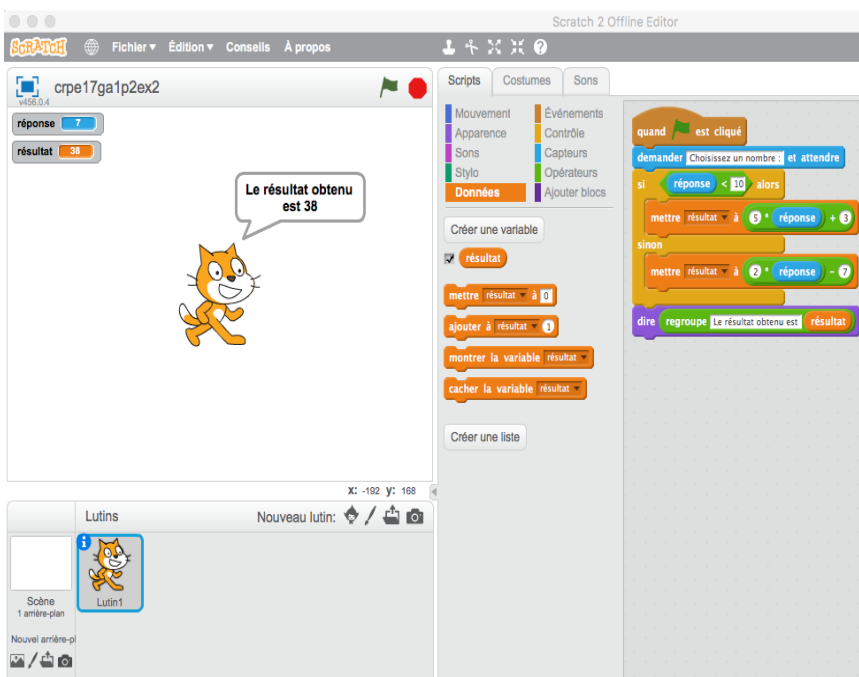 Scratch 2 Offline Editor
SCRATCH Fichier Édition Conseils À propos
crpe17ga1p2ex2
v456.0.4
réponse 7
résultat 38
Le résultat obtenu
est 38
x: -192 y: 168
Lutins
Nouveau lutin:
Scène
1 arrière-plan
Nouvel arrière-pl
Lutin1
Scripts Costumes Sons
Mouvement Événements
Apparence Contrôle
Sons Capteurs
Stylo Opérateurs
Données Ajouter blocs
Créer une variable
résultat
mettre résultat à 0
ajouter à résultat 1
montrer la variable résultat
cacher la variable résultat
Créer une liste
quand est cliqué
demander Choisissez un nombre : et attendre
si réponse < 10 alors
mettre résultat à 5 * réponse + 3
sinon
mettre résultat à 2 * réponse - 7
dire regroupe Le résultat obtenu est résultat